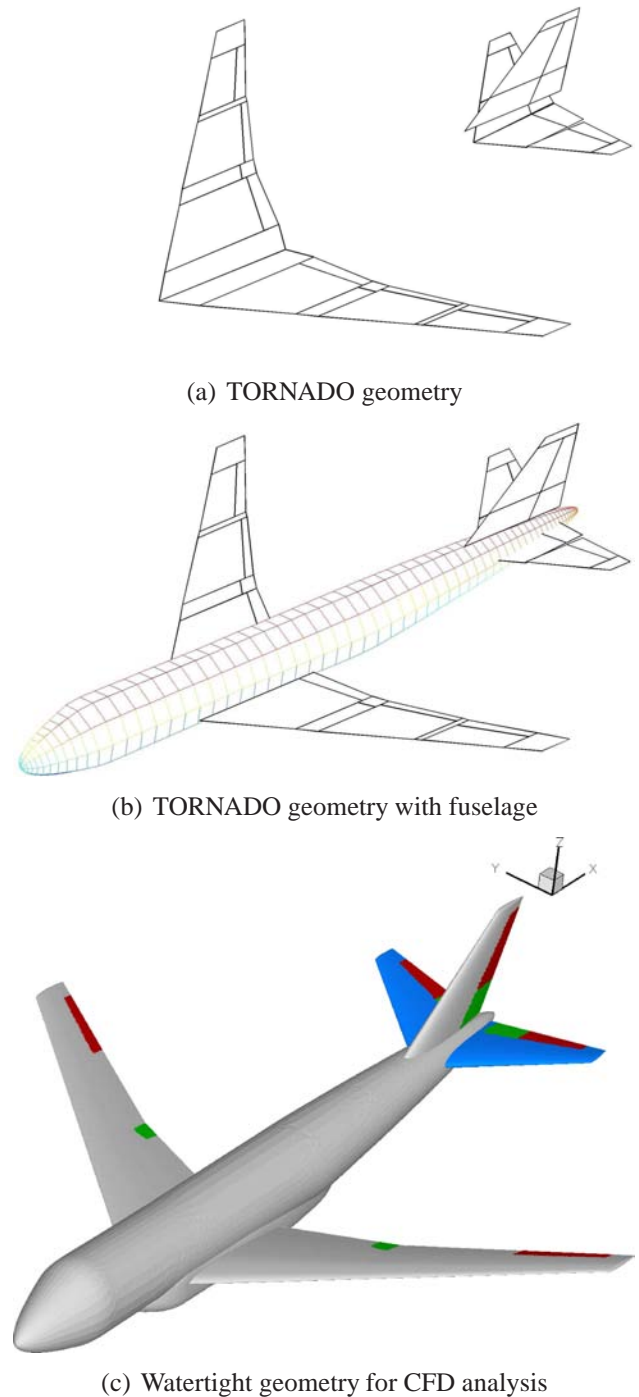 (a) TORNADO geometry
(b) TORNADO geometry with fuselage
Z
Y
X
(c) Watertight geometry for CFD analysis